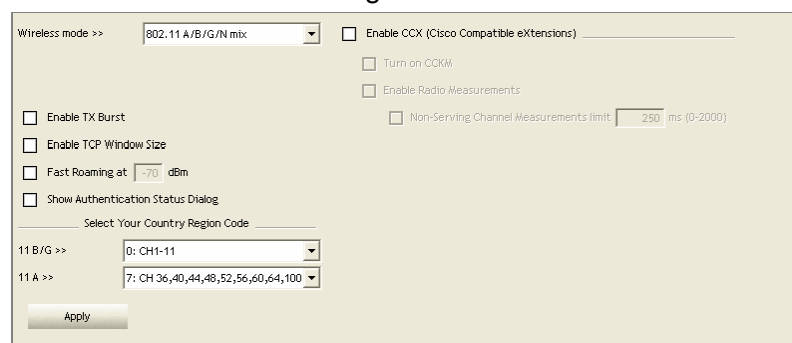 Wireless mode >> 802.11 A/B/G/N mix
Enable CCX (Cisco Compatible eXtensions)
Turn on CCKM
Enable Radio Measurements
Non-Serving Channel Measurements limit 250 ms (0-2000)
Enable TX Burst
Enable TCP Window Size
Fast Roaming at -70 dBm
Show Authentication Status Dialog
Select Your Country Region Code
11 B/G >> 0: CH1-11
11 A >> 7: CH 36,40,44,48,52,56,60,64,100
Apply